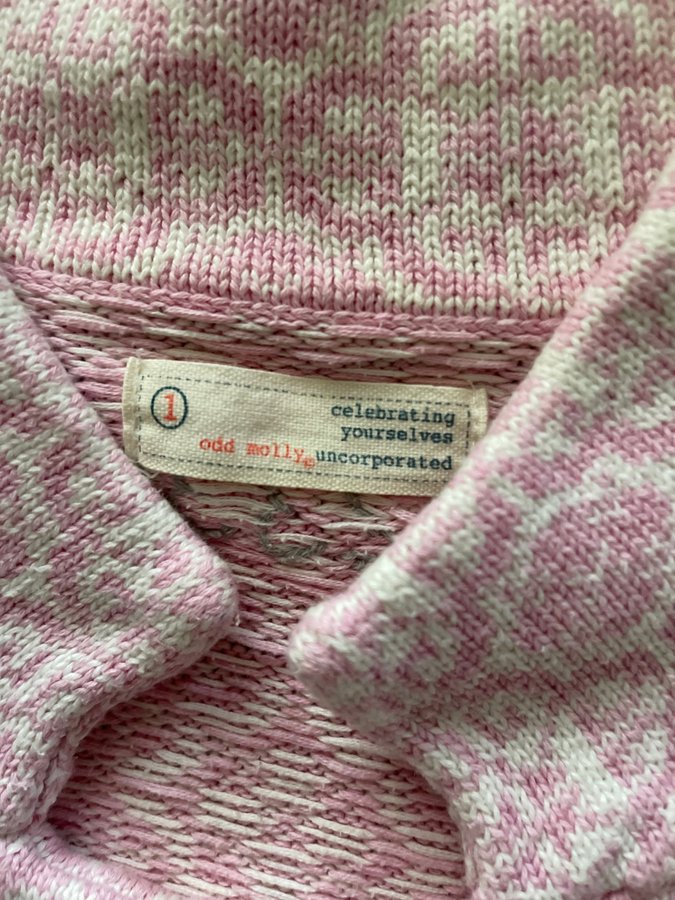 1
celebrating
yourselves
odd molly® uncorporated